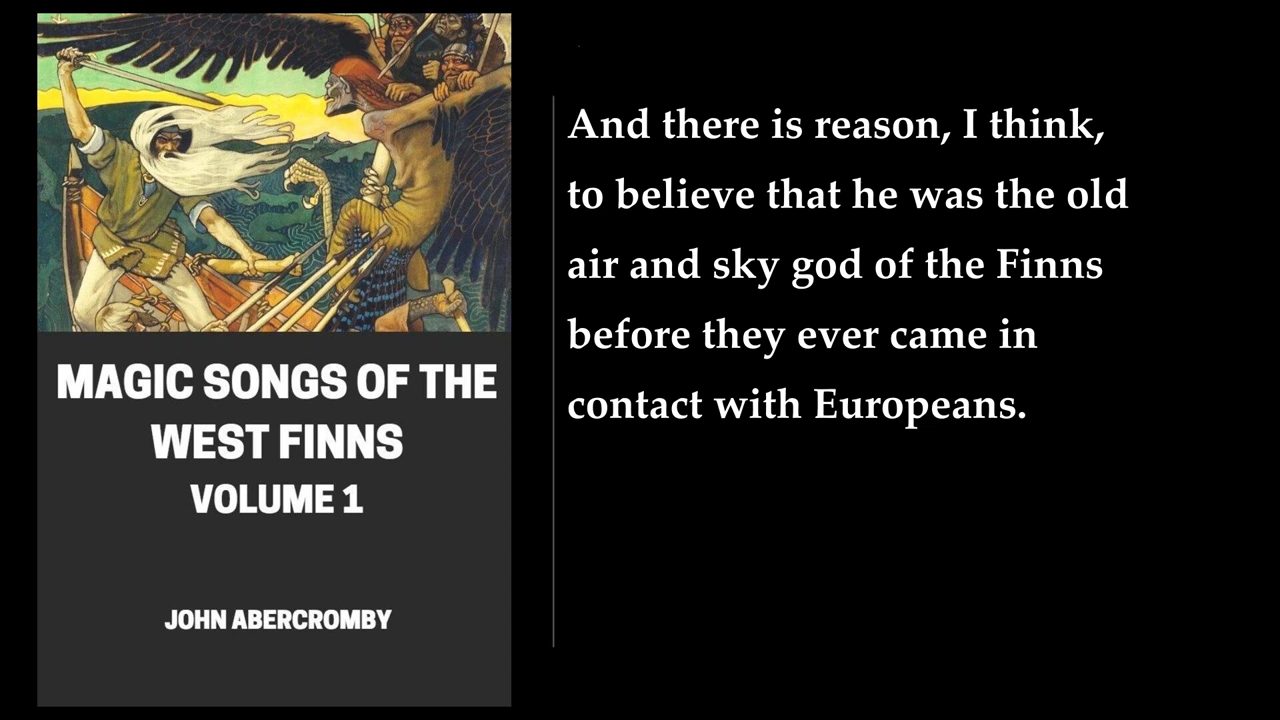 MAGIC SONGS OF THE
WEST FINNS
VOLUME 1
JOHN ABERCROMBY
And there is reason, I think,
to believe that he was the old
air and sky god of the Finns
before they ever came in
contact with Europeans.